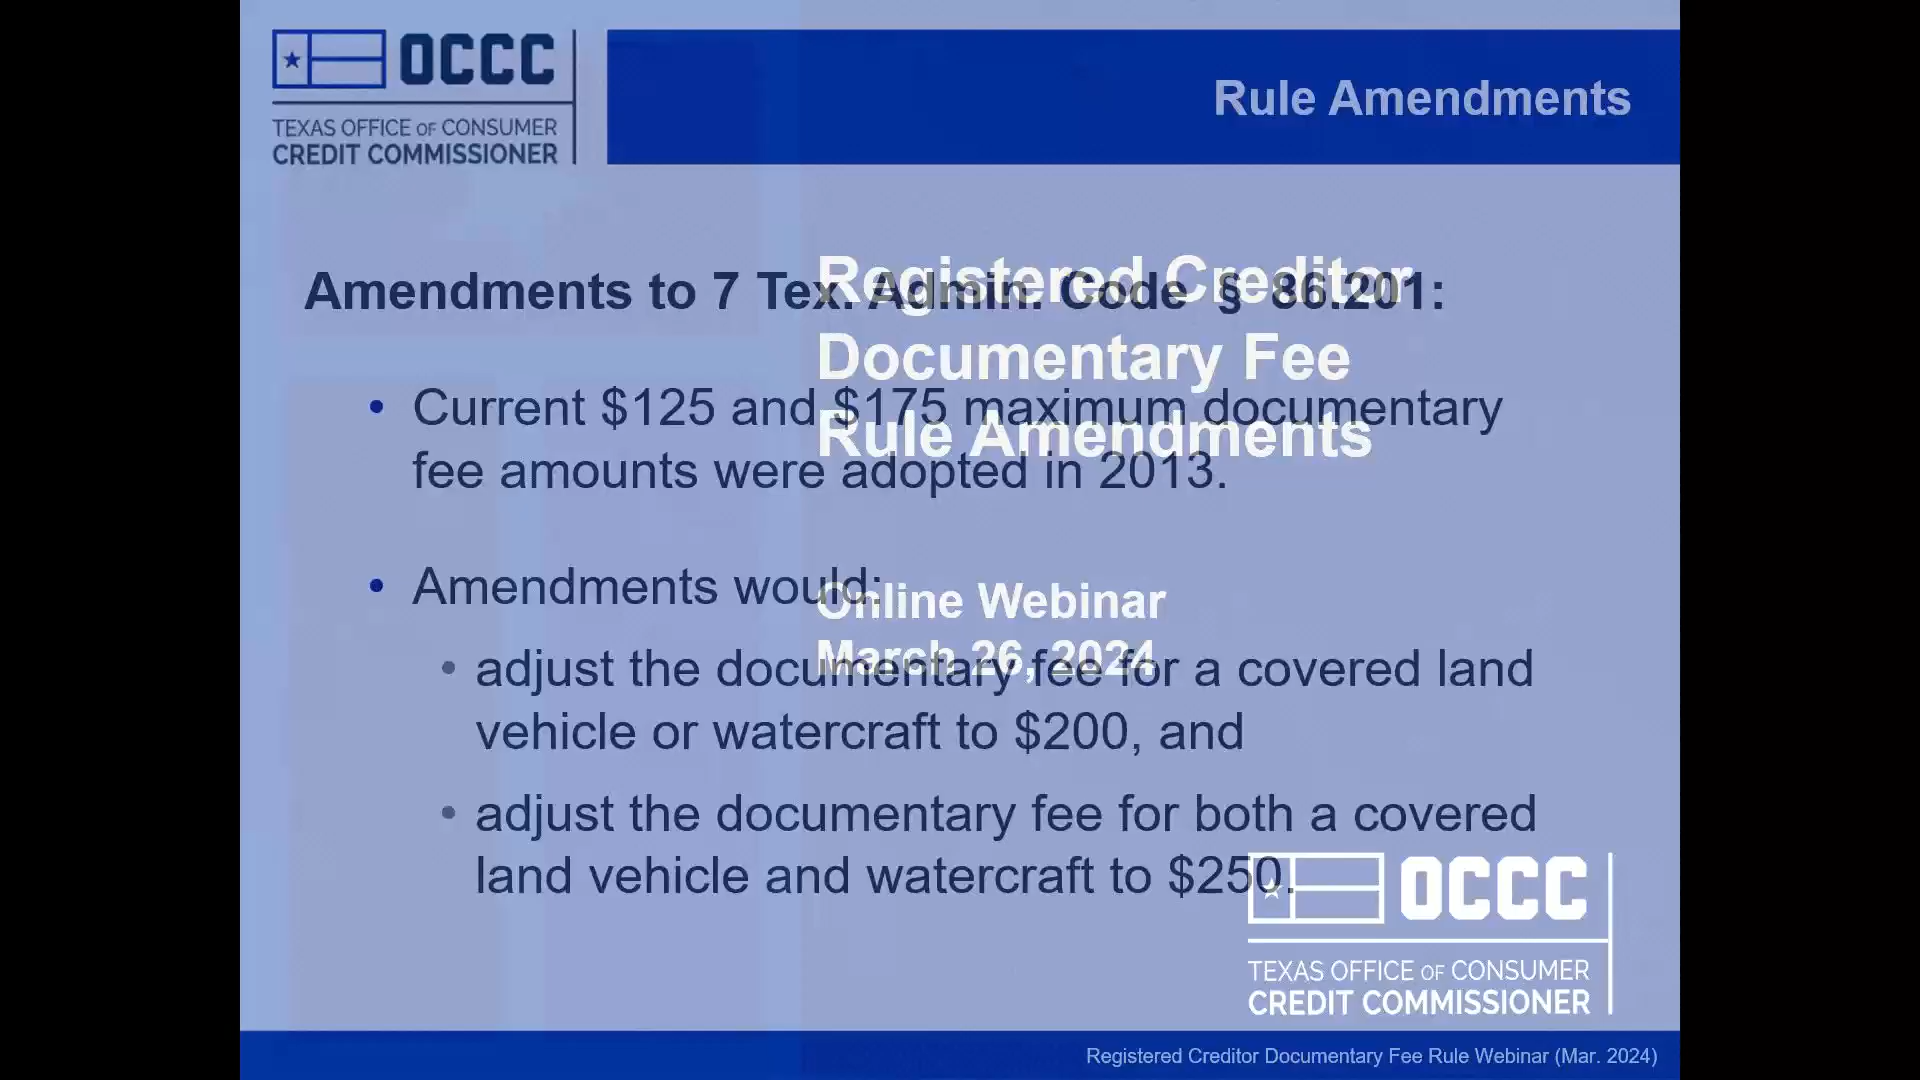 OCCC
TEXAS OFFICE OF CONSUMER
CREDIT COMMISSIONER
Rule Amendments
Amendments to 7 Tex. Admin. Code § 86.201:
• Current $125 and $175 maximum documentary
fee amounts were adopted in 2013.
• Amendments would:
• adjust the documentary fee for a covered land
vehicle or watercraft to $200, and
• adjust the documentary fee for both a covered
land vehicle and watercraft to $250.
Registered Creditor
Documentary Fee
Rule Amendments
Online Webinar
March 26, 2024
OCCC
TEXAS OFFICE OF CONSUMER
CREDIT COMMISSIONER
Registered Creditor Documentary Fee Rule Webinar (Mar. 2024)